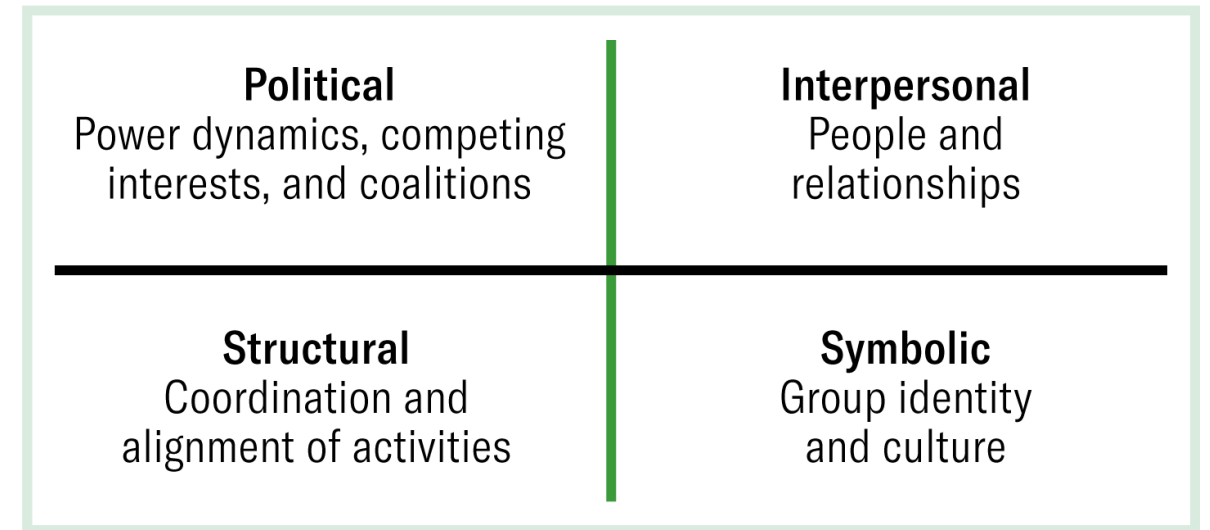 Political
Power dynamics, competing
interests, and coalitions
Interpersonal
People and
relationships
Structural
Coordination and
alignment of activities
Symbolic
Group identity
and culture